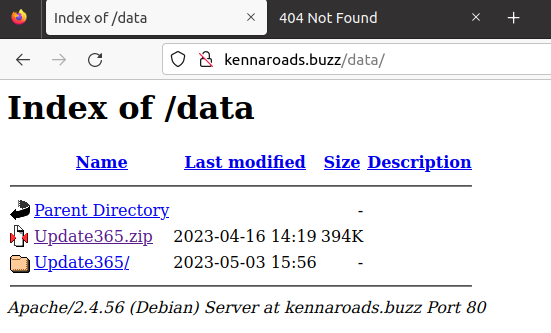 Index of /data
404 Not Found
kennaroads.buzz/data/
Index of /data
Name Last modified Size Description
Parent Directory -
Update365.zip 2023-04-16 14:19 394K
Update365/ 2023-05-03 15:56 -
Apache/2.4.56 (Debian) Server at kennaroads.buzz Port 80